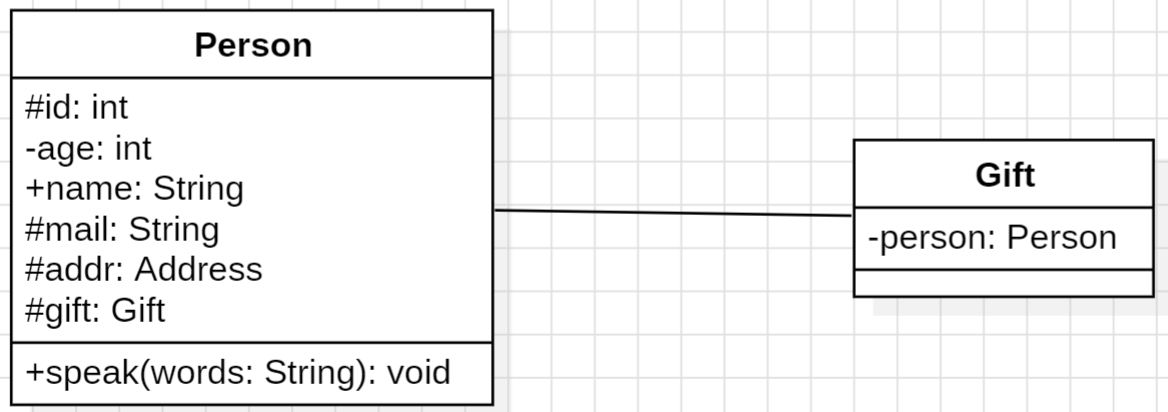 Person
#id: int
-age: int
+name: String
#mail: String
#addr: Address
#gift: Gift
+speak(words: String): void
Gift
-person: Person